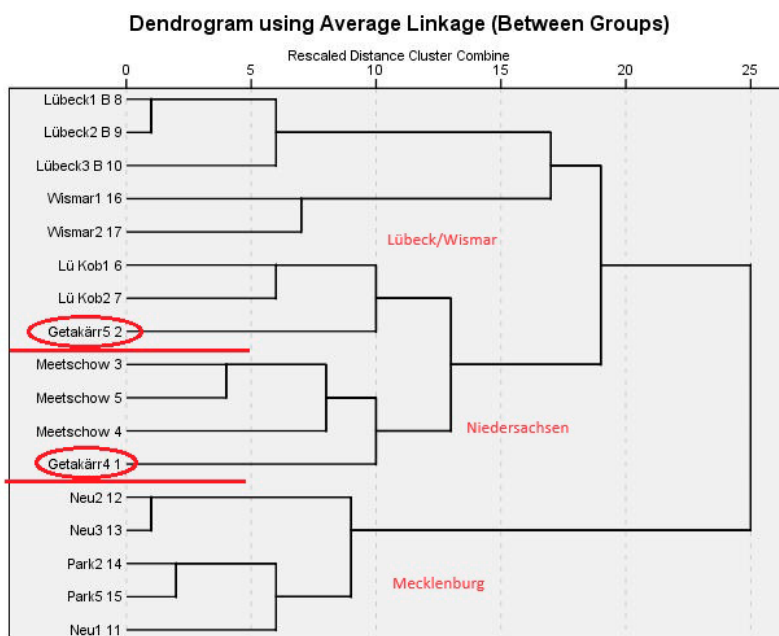 Dendrogram using Average Linkage (Between Groups)
Rescaled Distance Cluster Combine
0 5 10 15 20 25
Lübeck1 B 8
Lübeck2 B 9
Lübeck3 B 10
Wismar1 16
Wismar2 17
Lübeck/Wismar
Lü Kob1 6
Lü Kob2 7
Getakärr5 2
Meetschow 3
Meetschow 5
Meetschow 4
Niedersachsen
Getakärr4 1
Neu2 12
Neu3 13
Park2 14
Park5 15
Mecklenburg
Neu1 11